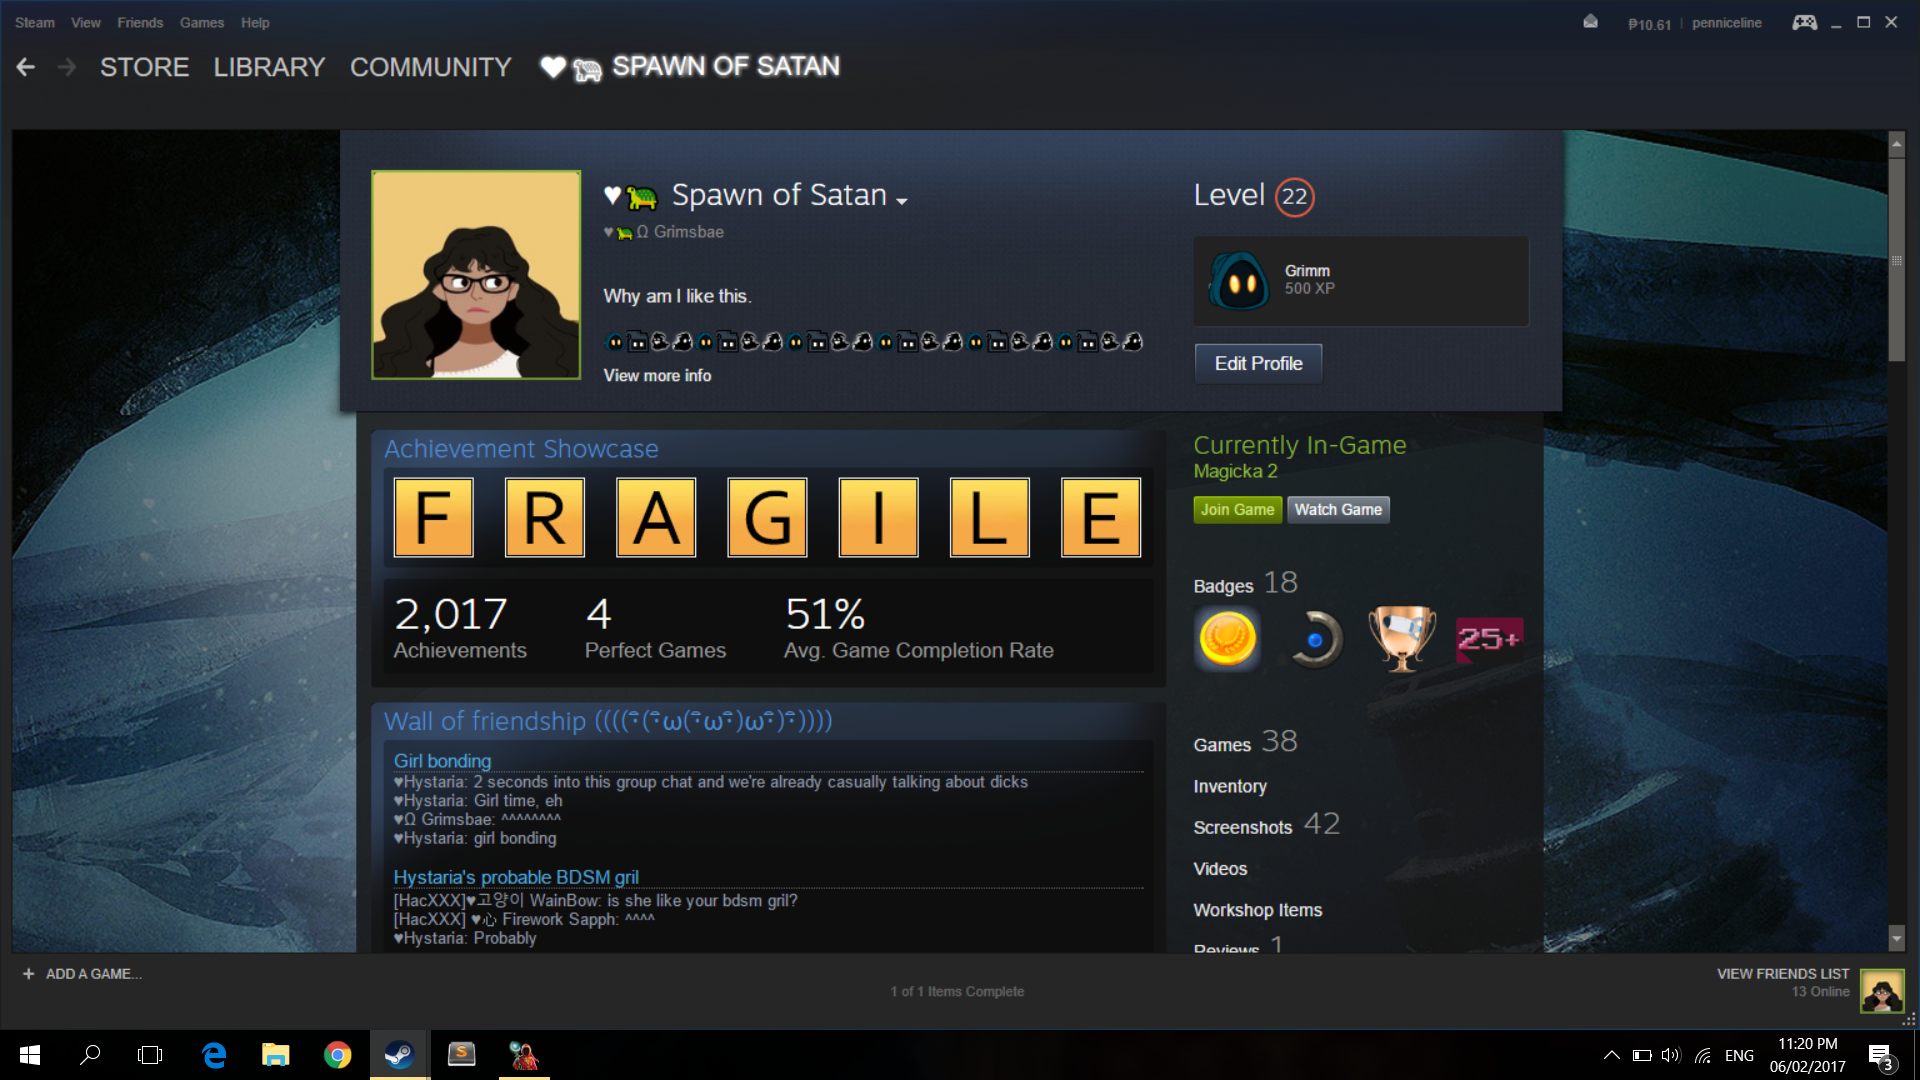 Steam View Friends Games Help
₱10.61 | penniceline
STORE LIBRARY COMMUNITY ♥🐢 SPAWN OF SATAN
♥🐢 Spawn of Satan
♥🐢Ω Grimsbae
Why am I like this.
View more info
Level 22
Grimm
500 XP
Edit Profile
Achievement Showcase
F R A G I L E
2,017 4 51%
Achievements Perfect Games Avg. Game Completion Rate
Currently In-Game
Magicka 2
Join Game Watch Game
Badges 18
25+
Wall of friendship
Girl bonding
♥Hystaria: 2 seconds into this group chat and we're already casually talking about dicks
♥Hystaria: Girl time, eh
♥Ω Grimsbae: ^^^^^^^^
♥Hystaria: girl bonding
Hystaria's probable BDSM gril
[HacXXX]♥고양이 WainBow: is she like your bdsm gril?
[HacXXX] ♥心 Firework Sapph: ^^^^
♥Hystaria: Probably
Games 38
Inventory
Screenshots 42
Videos
Workshop Items
Reviews 1
+ ADD A GAME...
1 of 1 Items Complete
VIEW FRIENDS LIST
13 Online
ENG
11:20 PM
06/02/2017
3